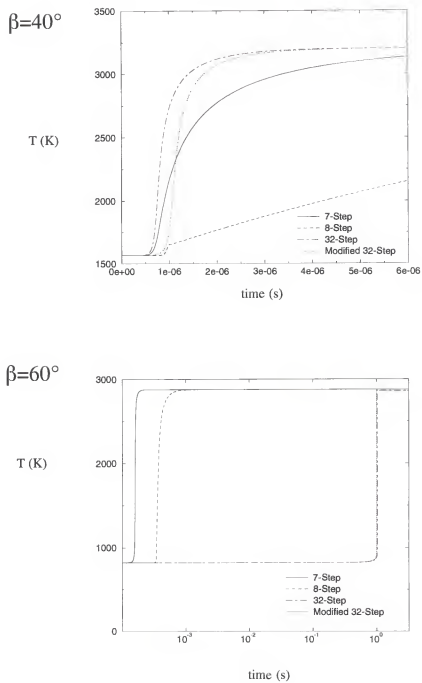 β=40°
3500
3000
T (K)
2500
2000
1500
7-Step
8-Step
32-Step
Modified 32-Step
0e+00 1e-06 2e-06 3e-06 4e-06 5e-06 6e-06
time (s)
β=60°
3000
T (K)
2000
1000
0
7-Step
8-Step
32-Step
Modified 32-Step
10⁻³ 10⁻² 10⁻¹ 10⁰
time (s)